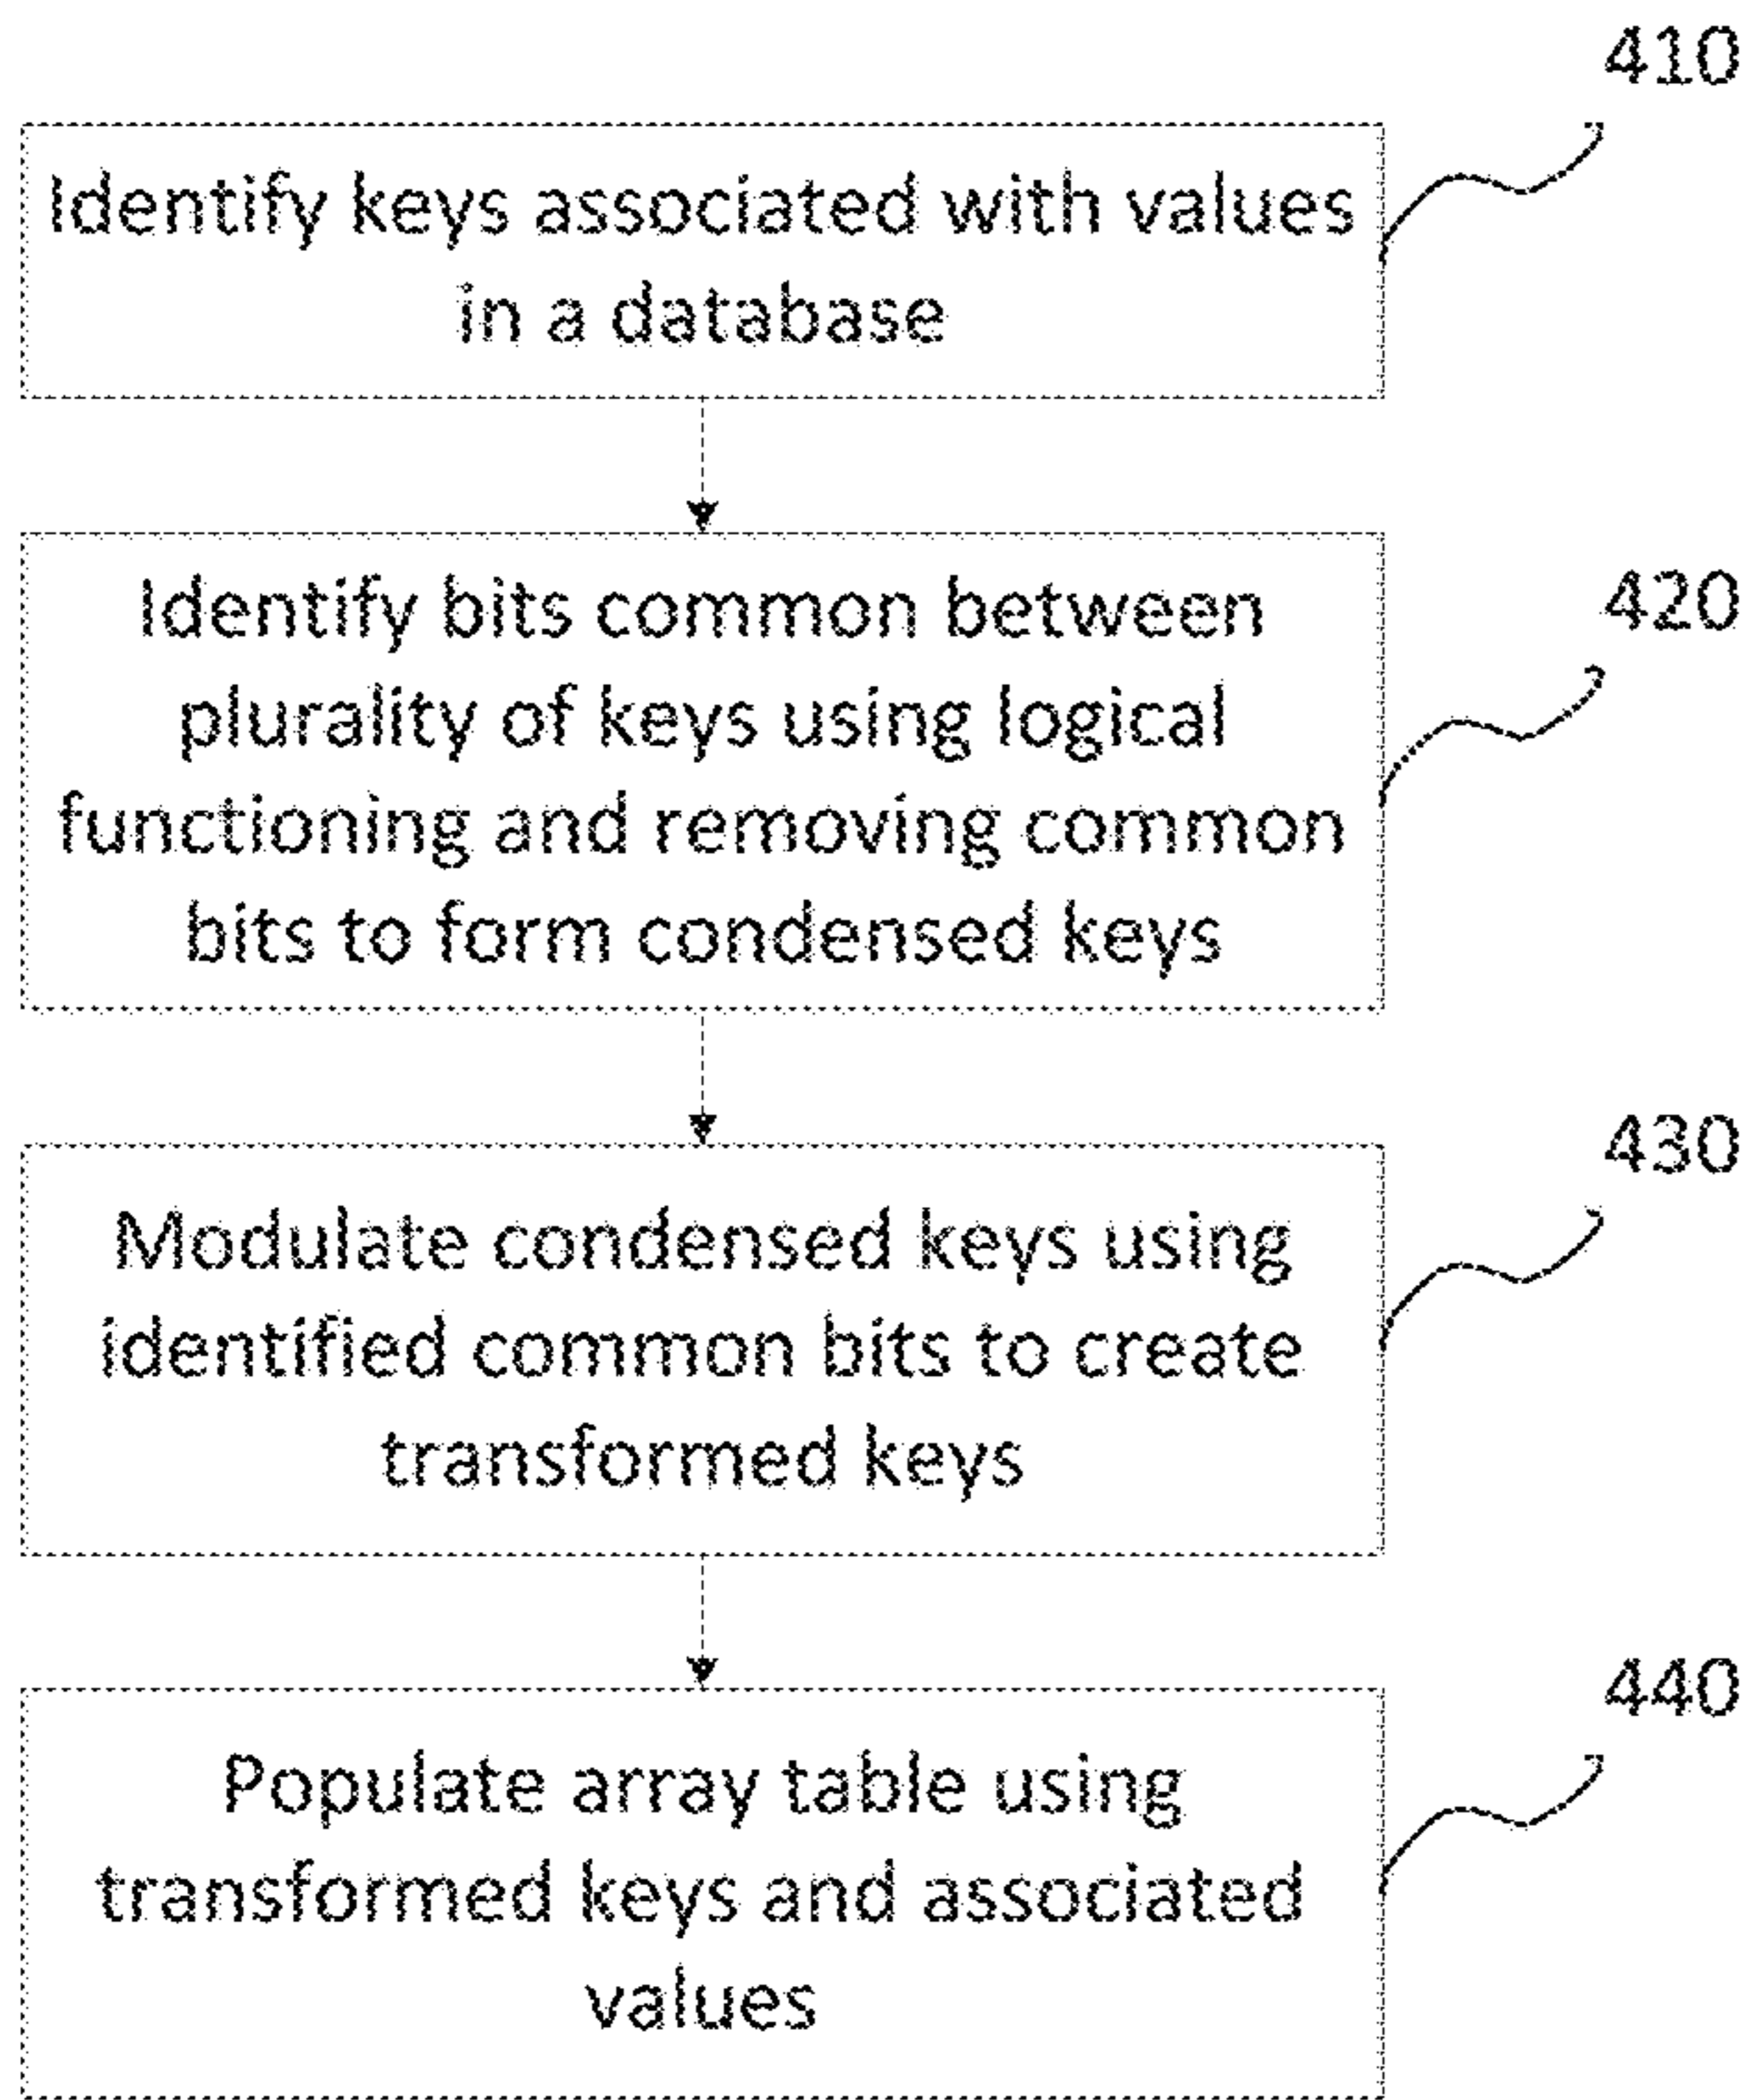 410
Identify keys associated with values
in a database
420
Identify bits common between
plurality of keys using logical
functioning and removing common
bits to form condensed keys
430
Modulate condensed keys using
identified common bits to create
transformed keys
440
Populate array table using
transformed keys and associated
values